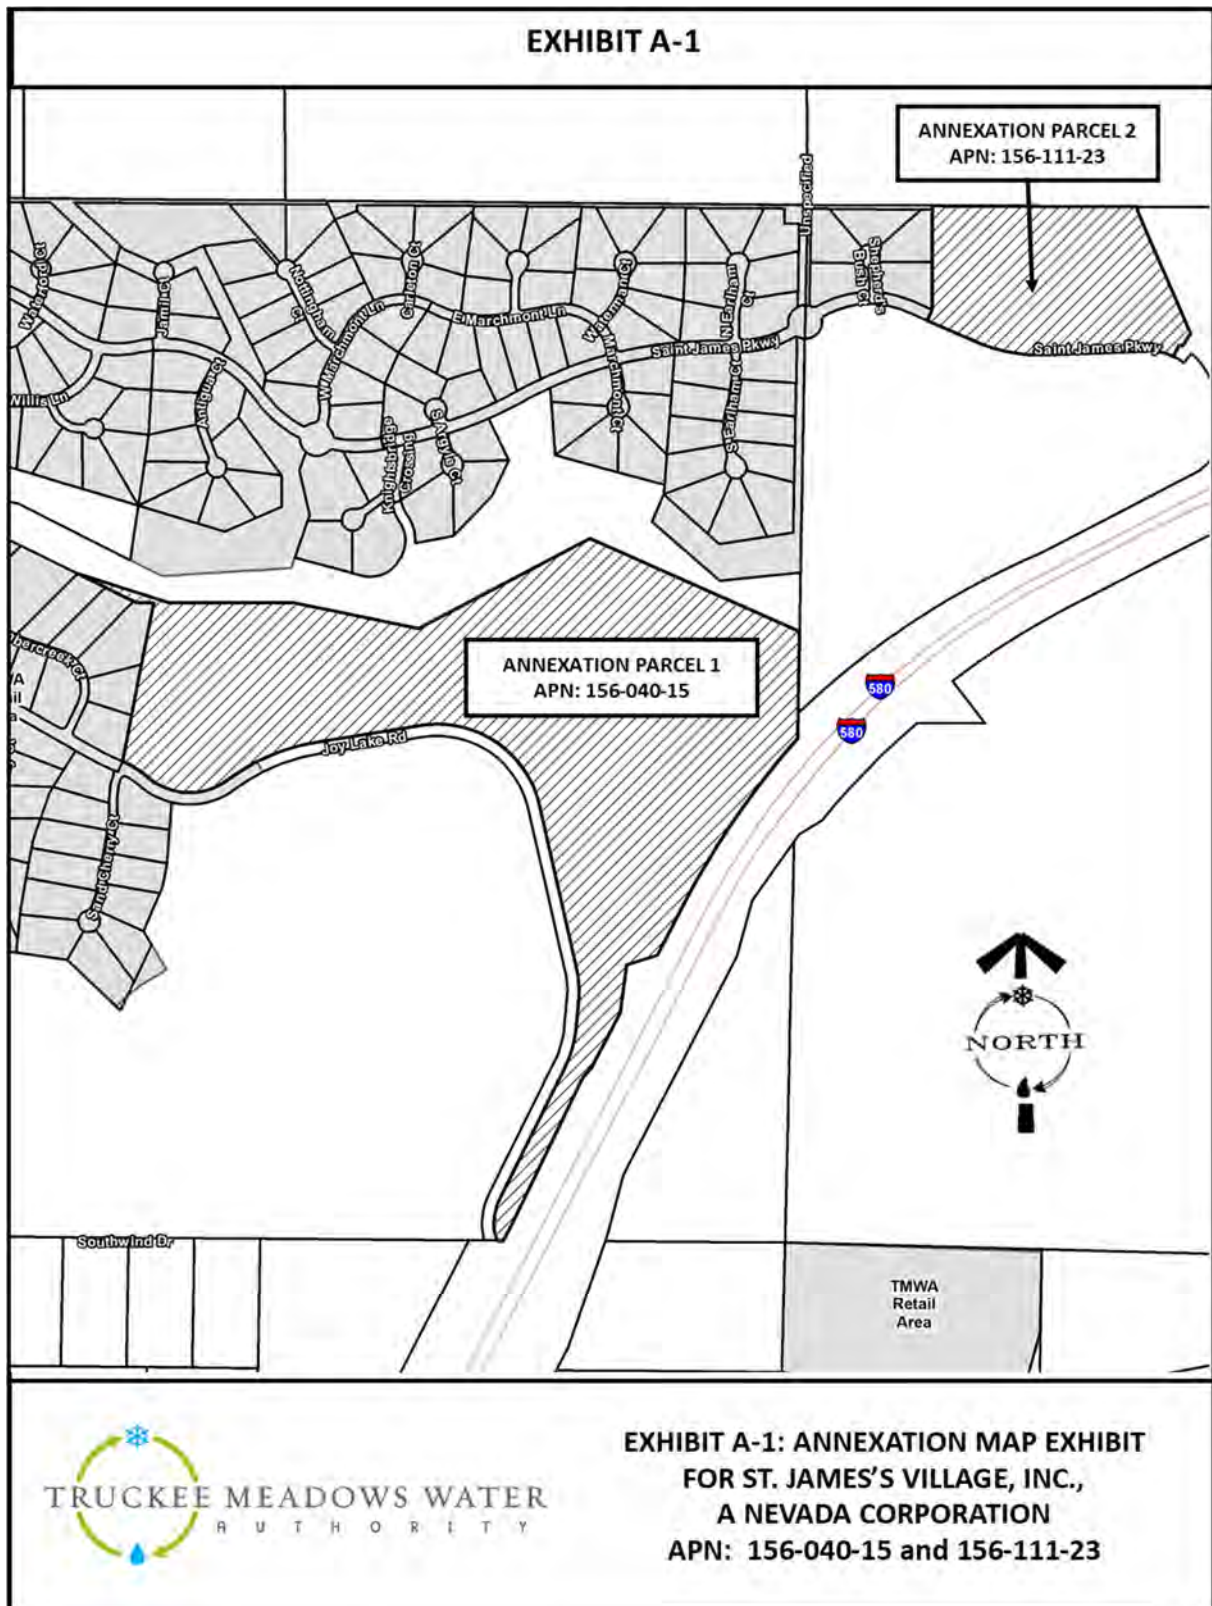 EXHIBIT A-1
ANNEXATION PARCEL 2
APN: 156-111-23
Unspecified
Waterford Ct
Jamil Ct
Nottingham
Ct
Carleton Ct
W Marchmont Ln
E Marchmont Ln
Waterman Ct
Marchmont Ct
N Earlham
Ct
Shepherds
Bush Ct
Saint James Pkwy
Saint James Pkwy
Willis Ln
Antigua Ct
Knightsbridge
Crossing
S Argyle Ct
S Earlham Ct
ANNEXATION PARCEL 1
APN: 156-040-15
bercreek Ct
580
580
Joy Lake Rd
Sand Cherry Ct
NORTH
Southwind Dr
TMWA
Retail
Area
TRUCKEE MEADOWS WATER
AUTHORITY
EXHIBIT A-1: ANNEXATION MAP EXHIBIT
FOR ST. JAMES'S VILLAGE, INC.,
A NEVADA CORPORATION
APN: 156-040-15 and 156-111-23